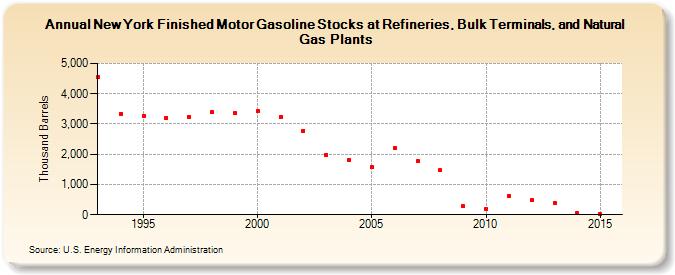 Annual New York Finished Motor Gasoline Stocks at Refineries, Bulk Terminals, and Natural
Gas Plants
Thousand Barrels
5,000
4,000
3,000
2,000
1,000
0
1995 2000 2005 2010 2015
Source: U.S. Energy Information Administration